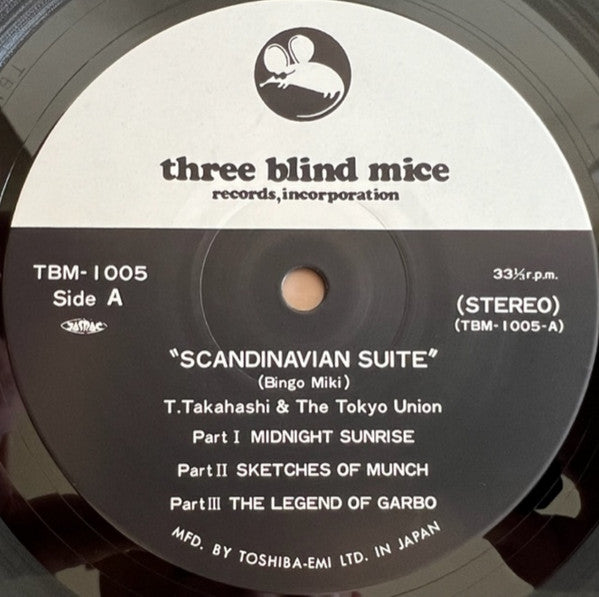 three blind mice
records,incorporation
TBM-1005
Side A
JASRAC
33⅓r.p.m.
(STEREO)
(TBM-1005-A)
"SCANDINAVIAN SUITE"
(Bingo Miki)
T.Takahashi & The Tokyo Union
Part I MIDNIGHT SUNRISE
Part II SKETCHES OF MUNCH
Part III THE LEGEND OF GARBO
MFD. BY TOSHIBA-EMI LTD. IN JAPAN